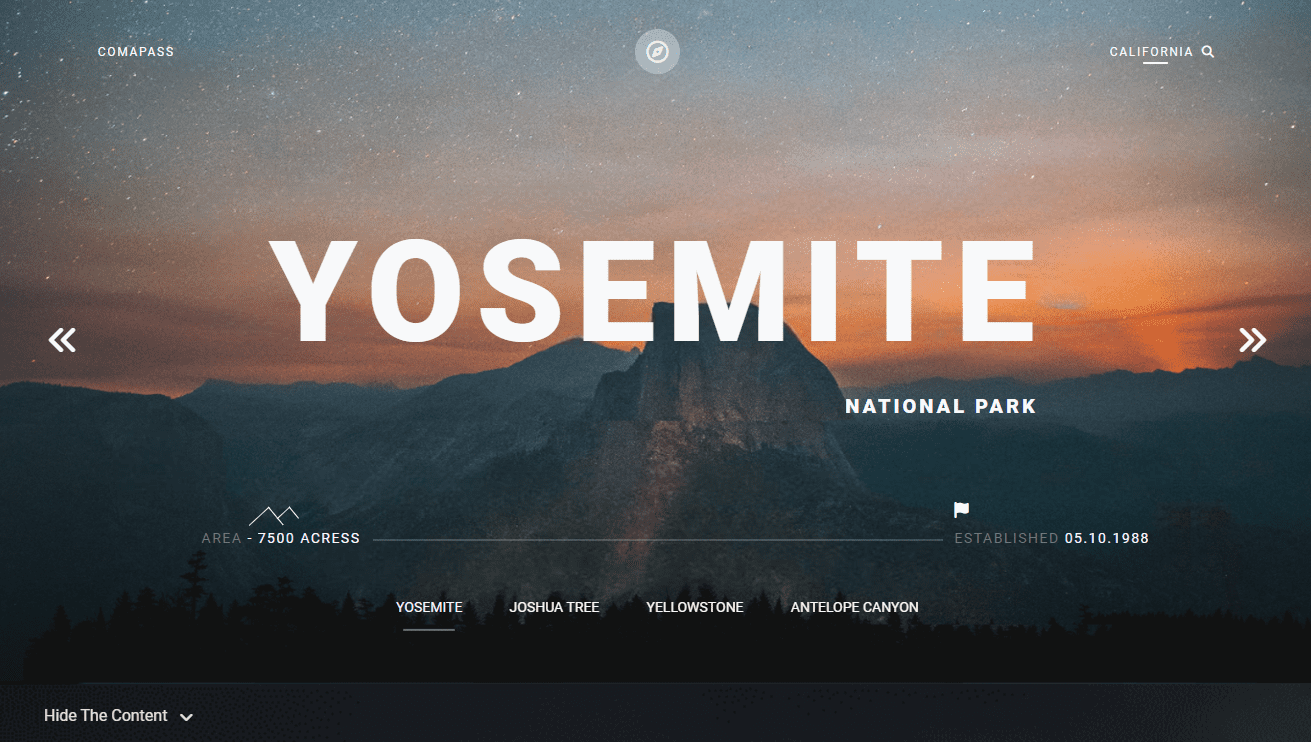 COMAPASS
CALIFORNIA
YOSEMITE
NATIONAL PARK
AREA - 7500 ACRESS
ESTABLISHED 05.10.1988
YOSEMITE JOSHUA TREE YELLOWSTONE ANTELOPE CANYON
Hide The Content